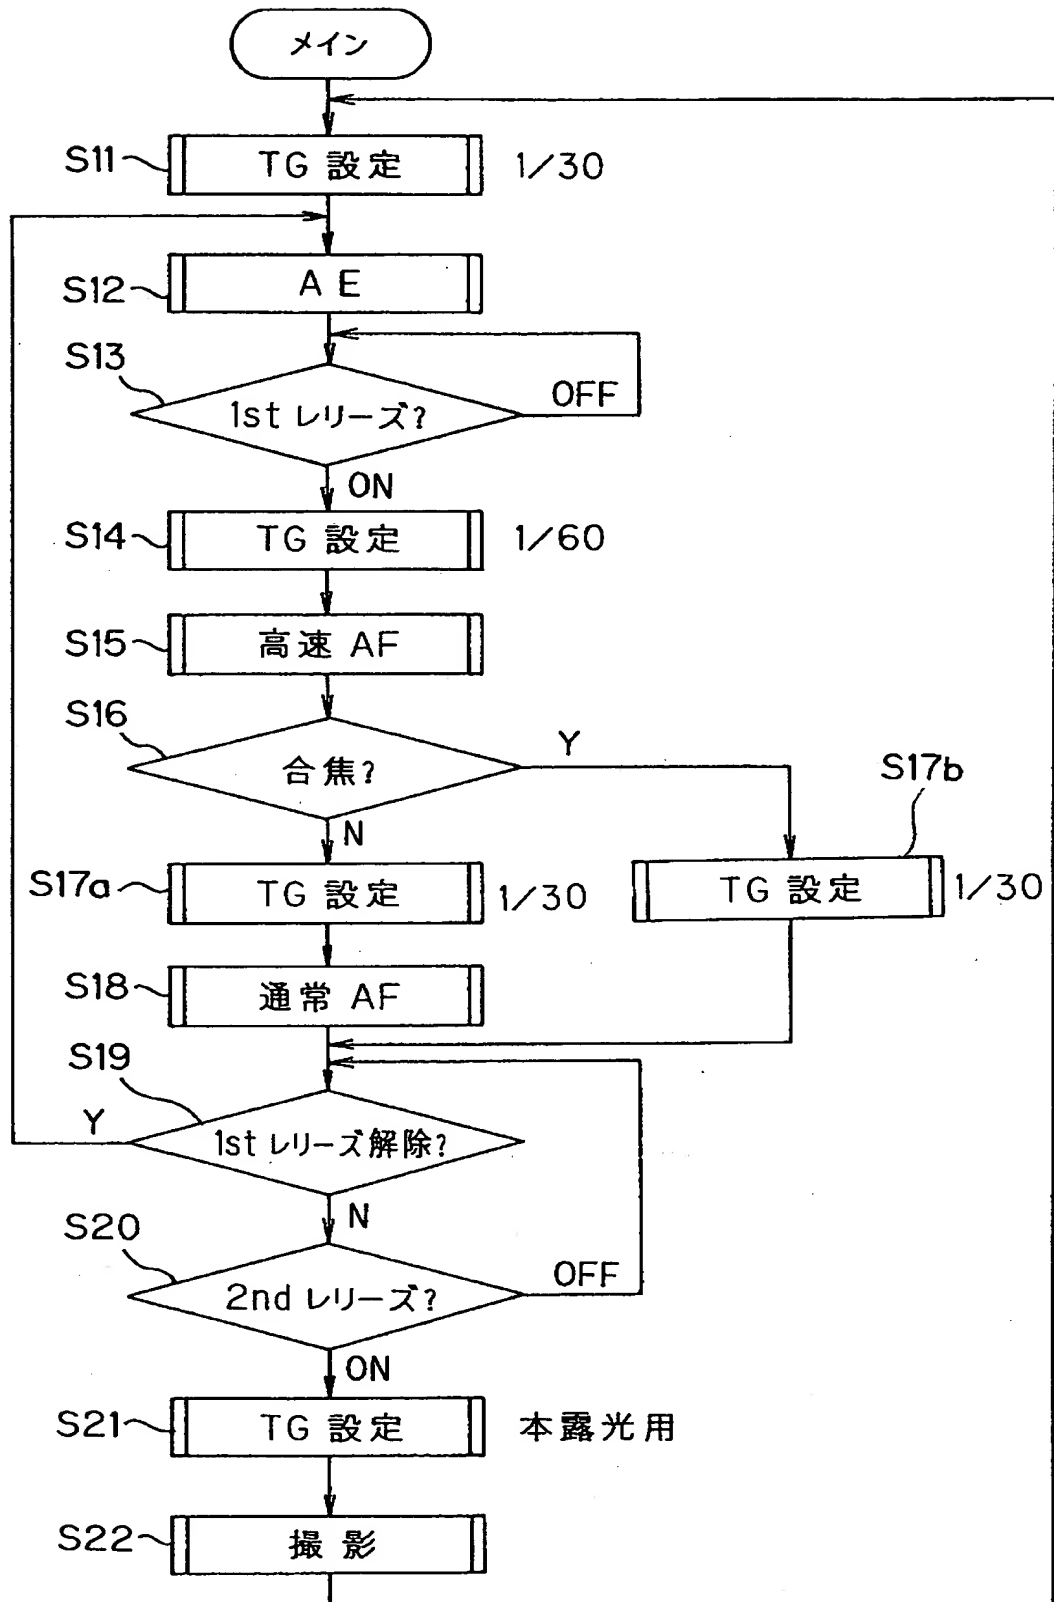 メイン
S11 TG 設定 1/30
S12 AE
S13 1st レリーズ? OFF
ON
S14 TG 設定 1/60
S15 高速 AF
S16 合焦? Y
N
S17b TG 設定 1/30
S17a TG 設定 1/30
S18 通常 AF
S19 1st レリーズ解除? Y
N
S20 2nd レリーズ? OFF
ON
S21 TG 設定 本露光用
S22 撮影